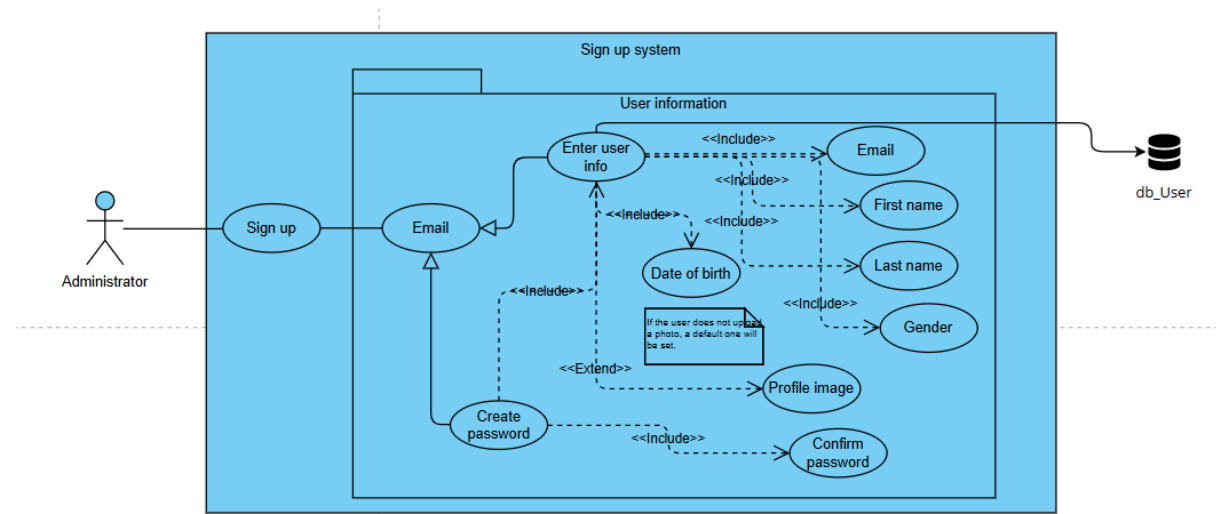 Sign up system
User information
Enter user
info
<<Include>>
Email
<<Include>>
First name
db_User
Administrator
Sign up
Email
<<Include>>
<<Include>>
Last name
Date of birth
<<Include>>
<<Include>>
Gender
If the user does not upload
a photo, a default one will
be set.
<<Extend>>
Profile image
Create
password
<<Include>>
Confirm
password